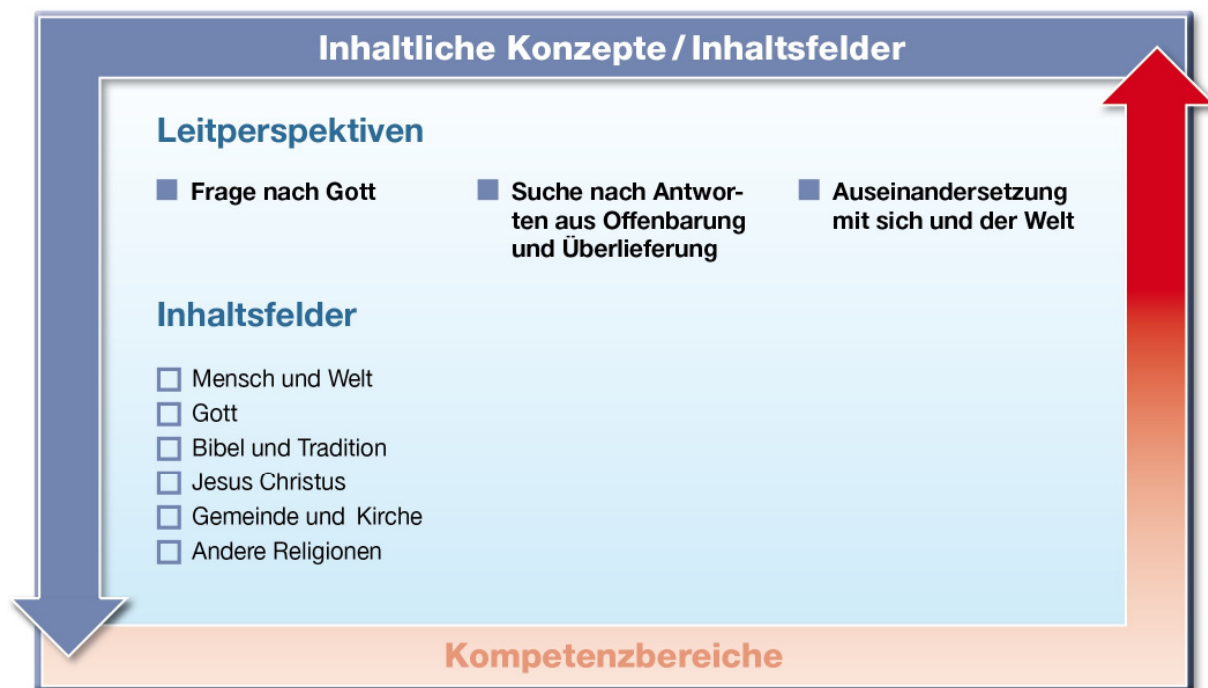 Inhaltliche Konzepte / Inhaltsfelder
Leitperspektiven
Frage nach Gott
Suche nach Antwor-
ten aus Offenbarung
und Überlieferung
Auseinandersetzung
mit sich und der Welt
Inhaltsfelder
Mensch und Welt
Gott
Bibel und Tradition
Jesus Christus
Gemeinde und Kirche
Andere Religionen
Kompetenzbereiche